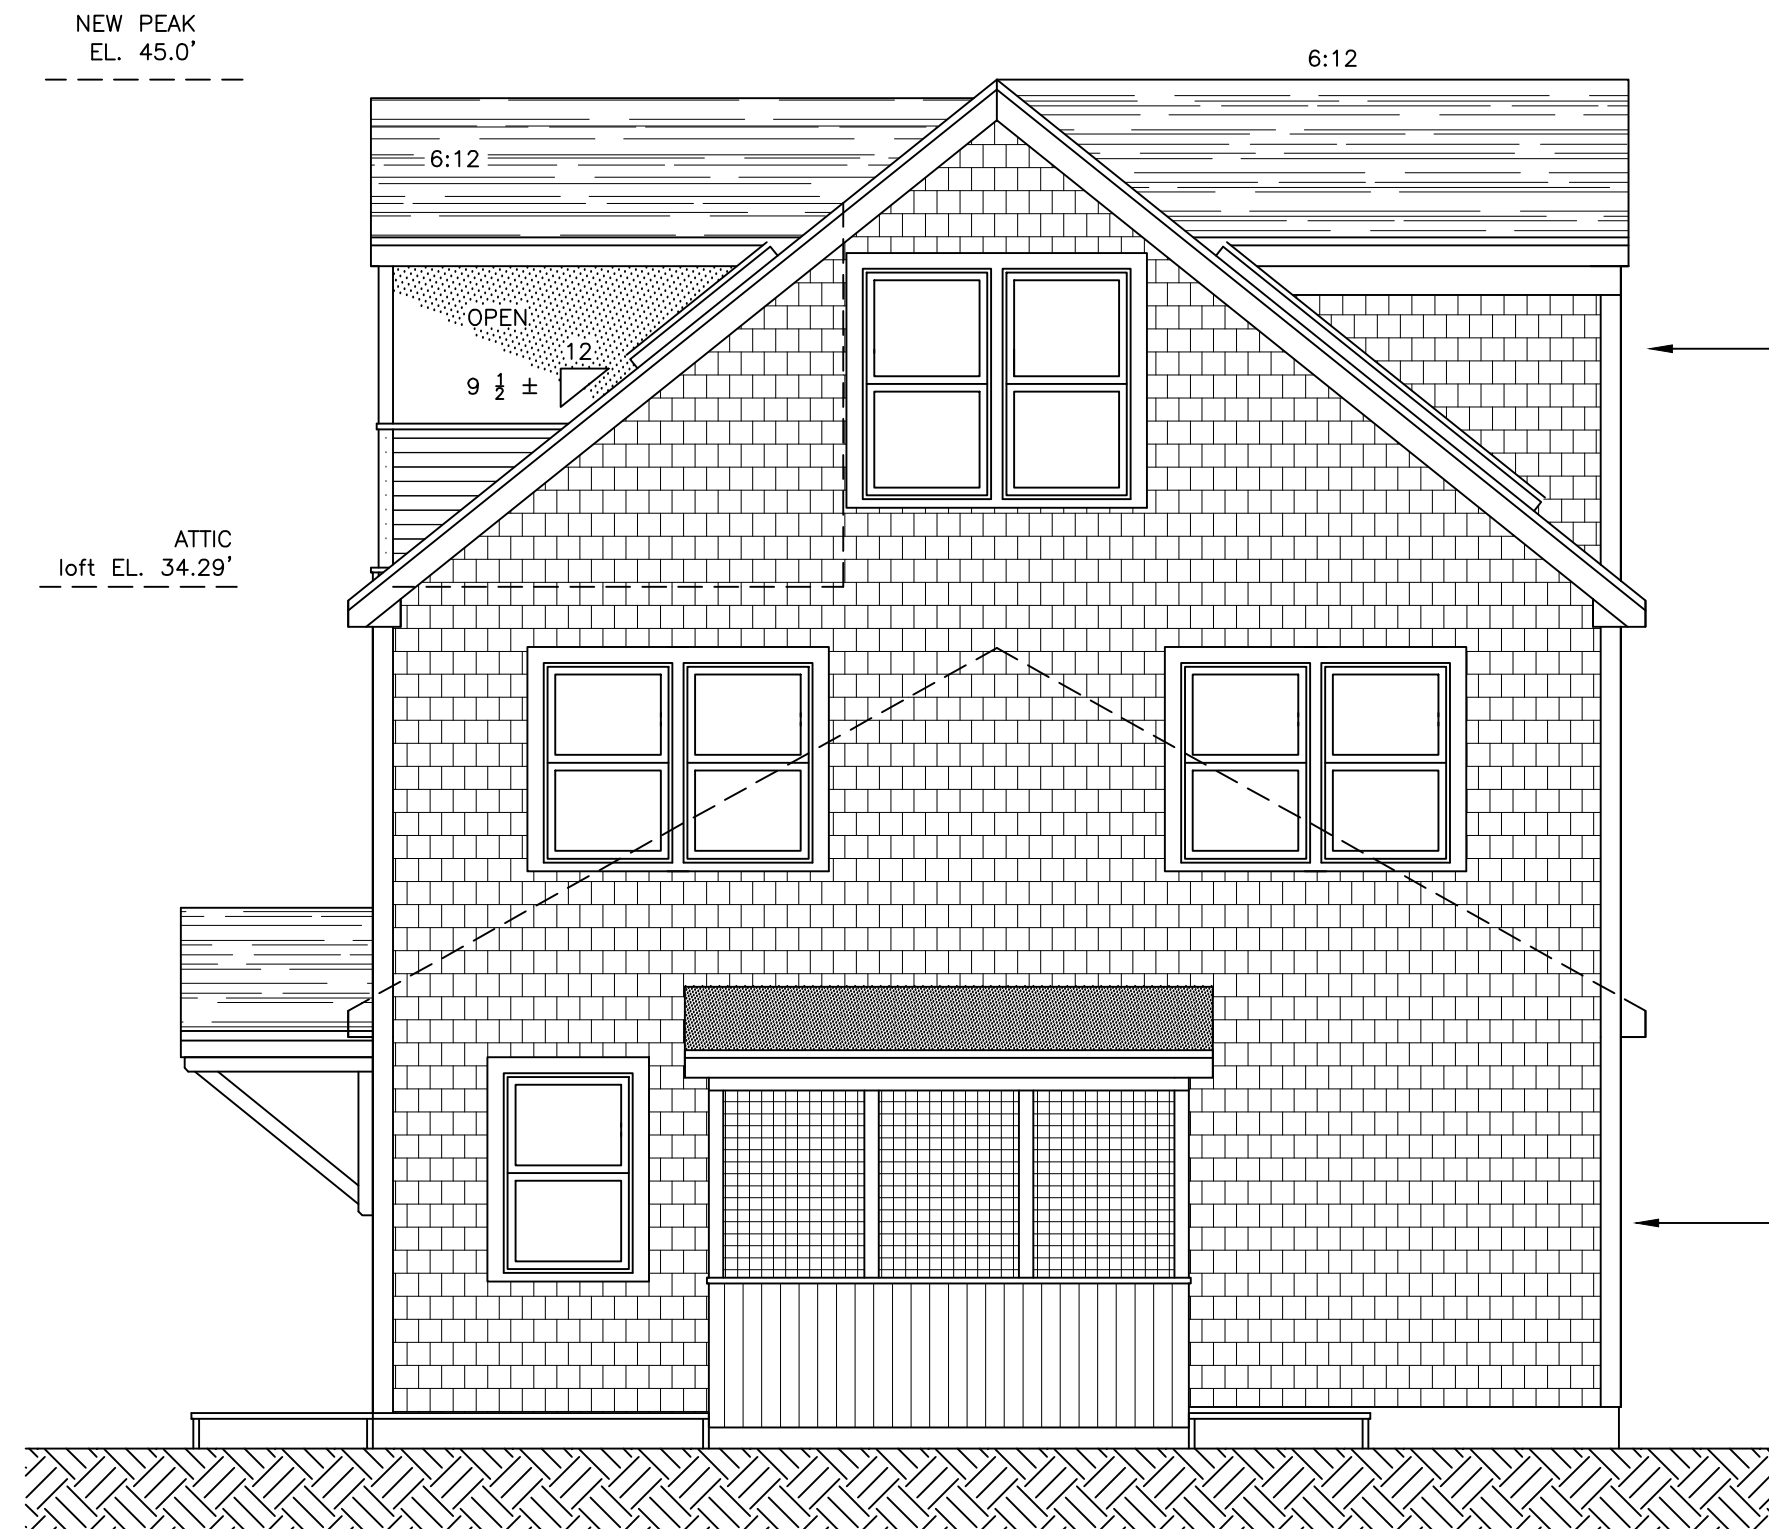 NEW PEAK
EL. 45.0'
6:12
6:12
OPEN
12
9 1/2 ±
ATTIC
loft EL. 34.29'